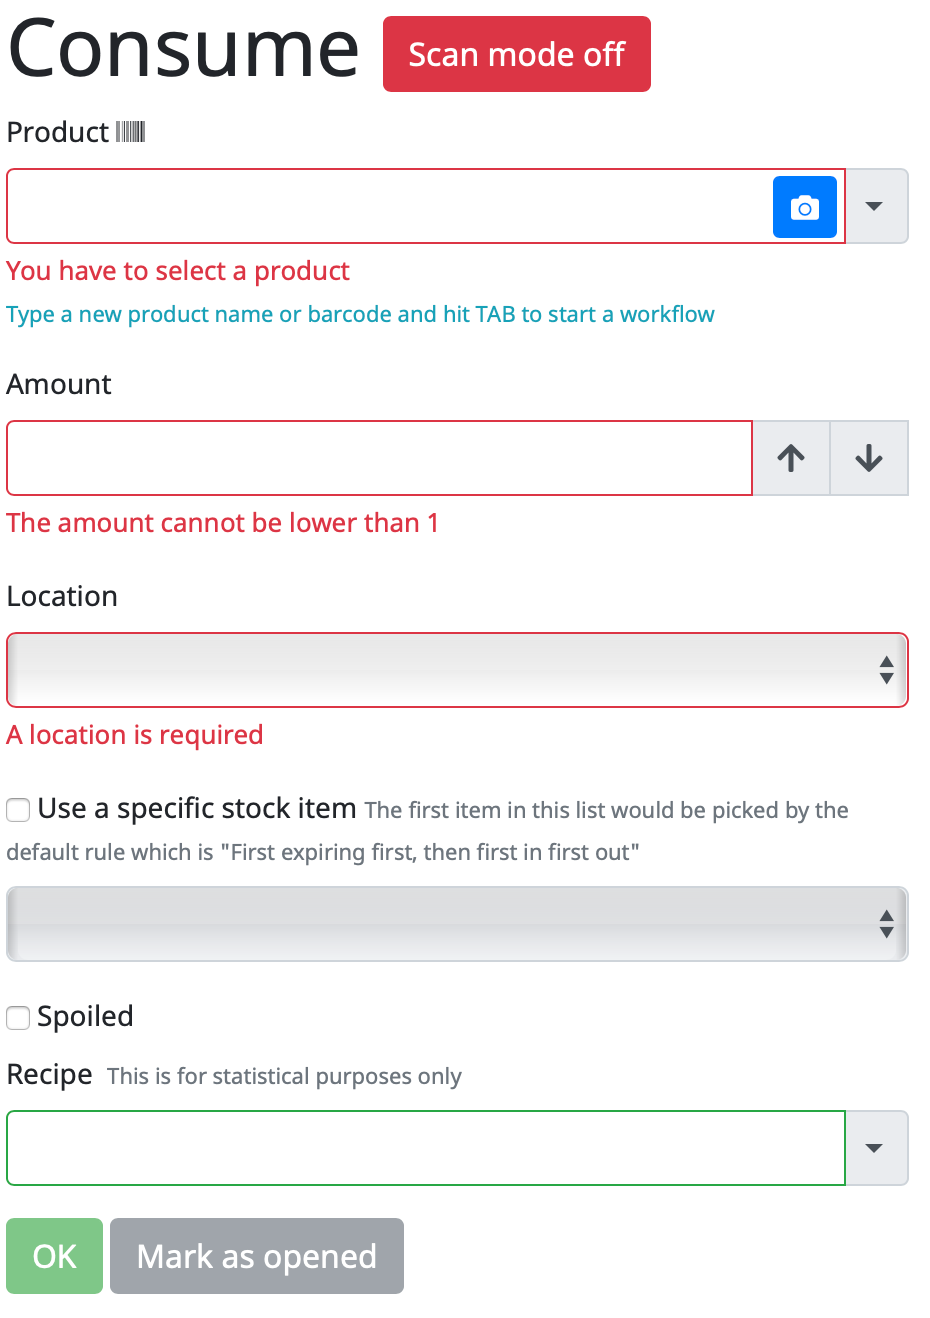 Consume Scan mode off
Product
You have to select a product
Type a new product name or barcode and hit TAB to start a workflow
Amount
The amount cannot be lower than 1
Location
A location is required
Use a specific stock item The first item in this list would be picked by the
default rule which is "First expiring first, then first in first out"
Spoiled
Recipe This is for statistical purposes only
OK Mark as opened